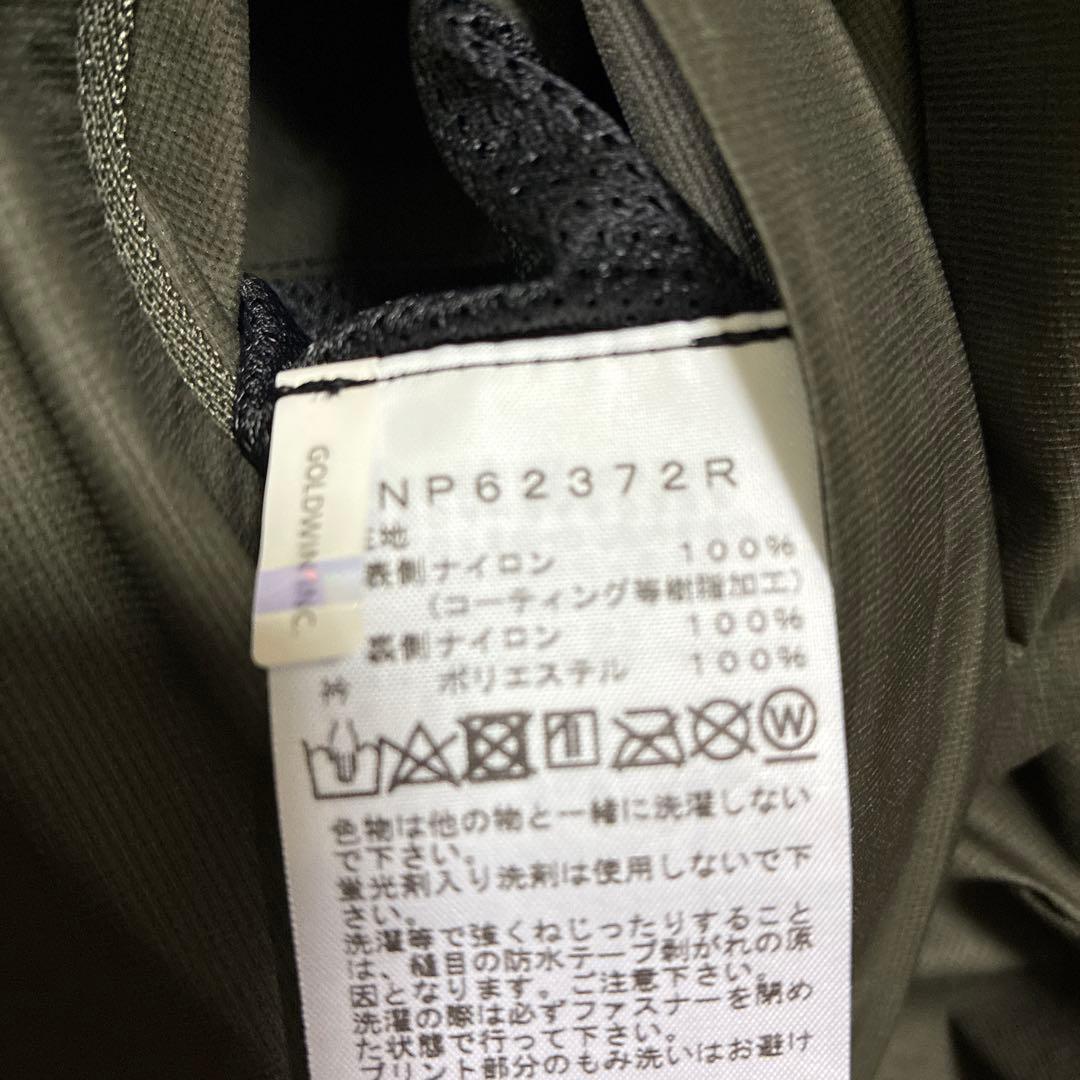 GOLDWIN INC.
NP62372R
地
表側ナイロン 100%
(コーティング等樹脂加工)
裏側ナイロン 100%
ポリエステル 100%
W
色物は他の物と一緒に洗濯しない
で下さい。
蛍光剤入り洗剤は使用しないで下
さい。
洗濯等で強くねじったりすること
は、縫目の防水テープ剥がれの原
因となります。ご注意下さい。
洗濯の際は必ずファスナーを閉め
た状態で行って下さい。
プリント部分のもみ洗いはお避け